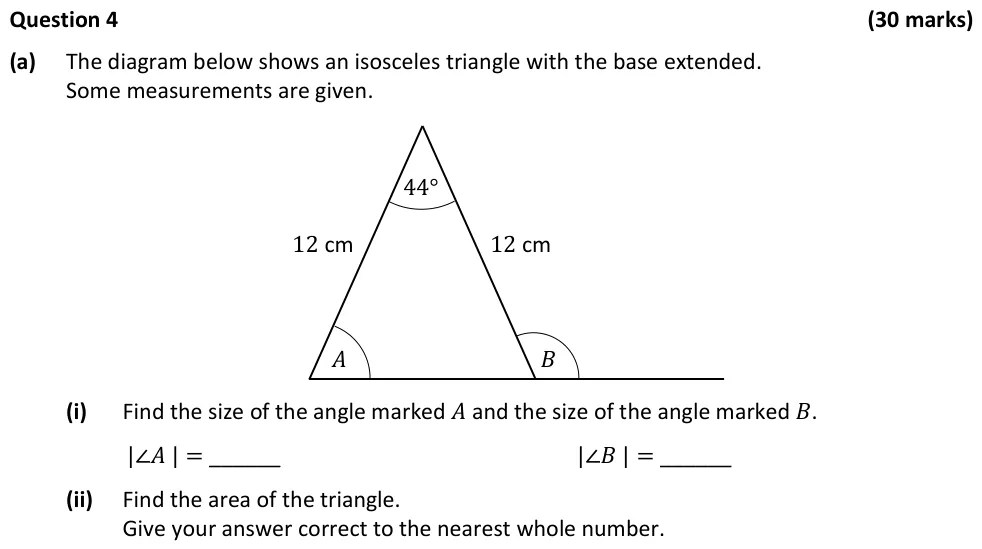 Question 4 (30 marks)
(a) The diagram below shows an isosceles triangle with the base extended.
Some measurements are given.
44°
12 cm 12 cm
A B
(i) Find the size of the angle marked A and the size of the angle marked B.
|∠A | = ______ |∠B | = ______
(ii) Find the area of the triangle.
Give your answer correct to the nearest whole number.